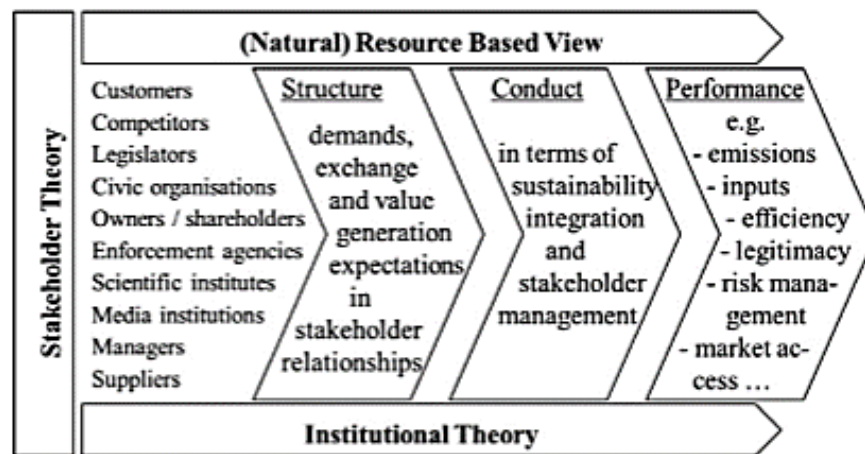 (Natural) Resource Based View
Stakeholder Theory
Customers
Competitors
Legislators
Civic organisations
Owners / shareholders
Enforcement agencies
Scientific institutes
Media institutions
Managers
Suppliers
Structure
demands,
exchange
and value
generation
expectations
in
stakeholder
relationships
Conduct
in terms of
sustainability
integration
and
stakeholder
management
Performance
e.g.
- emissions
- inputs
- efficiency
- legitimacy
- risk mana-
gement
- market ac-
cess ...
Institutional Theory